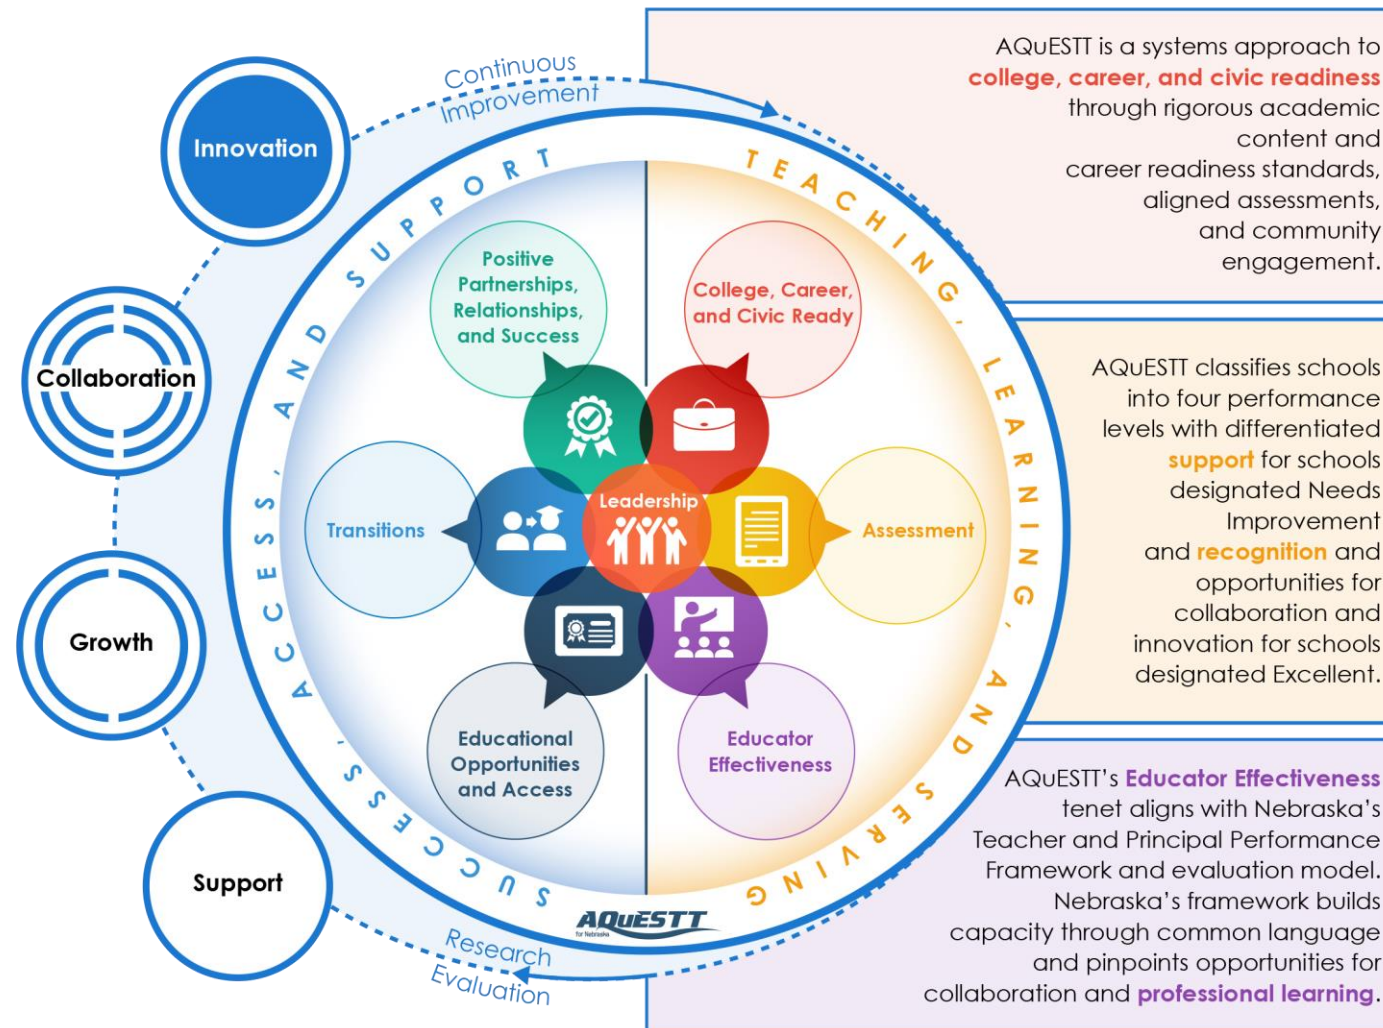 Continuous
Improvement
Innovation
Collaboration
Growth
Support
Research
Evaluation
SUCCESS, ACCESS, AND SUPPORT
TEACHING, LEARNING, AND SERVING
Positive
Partnerships,
Relationships,
and Success
College, Career,
and Civic Ready
Transitions
Leadership
Assessment
Educational
Opportunities
and Access
Educator
Effectiveness
AQuESTT
for Nebraska
AQuESTT is a systems approach to
college, career, and civic readiness
through rigorous academic
content and
career readiness standards,
aligned assessments,
and community
engagement.
AQuESTT classifies schools
into four performance
levels with differentiated
support for schools
designated Needs
Improvement
and recognition and
opportunities for
collaboration and
innovation for schools
designated Excellent.
AQuESTT’s Educator Effectiveness
tenet aligns with Nebraska’s
Teacher and Principal Performance
Framework and evaluation model.
Nebraska’s framework builds
capacity through common language
and pinpoints opportunities for
collaboration and professional learning.